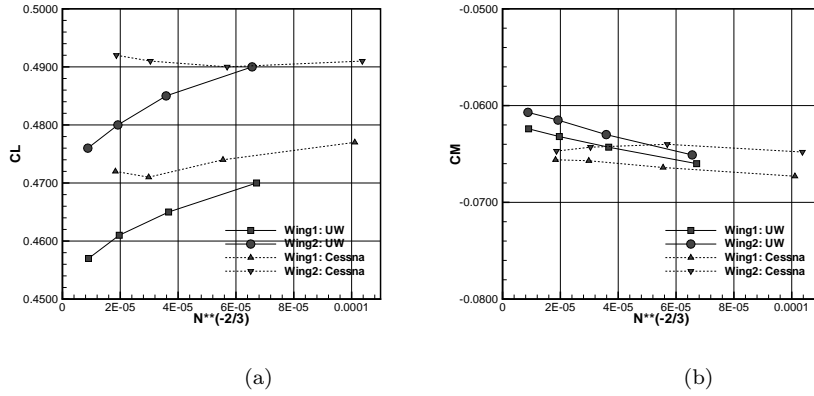 0.5000
0.4900
0.4800
0.4700
0.4600
0.4500
CL
0 2E-05 4E-05 6E-05 8E-05 0.0001
N**(-2/3)
Wing1: UW
Wing2: UW
Wing1: Cessna
Wing2: Cessna
(a)
-0.0500
-0.0600
-0.0700
-0.0800
CM
0 2E-05 4E-05 6E-05 8E-05 0.0001
N**(-2/3)
Wing1: UW
Wing2: UW
Wing1: Cessna
Wing2: Cessna
(b)